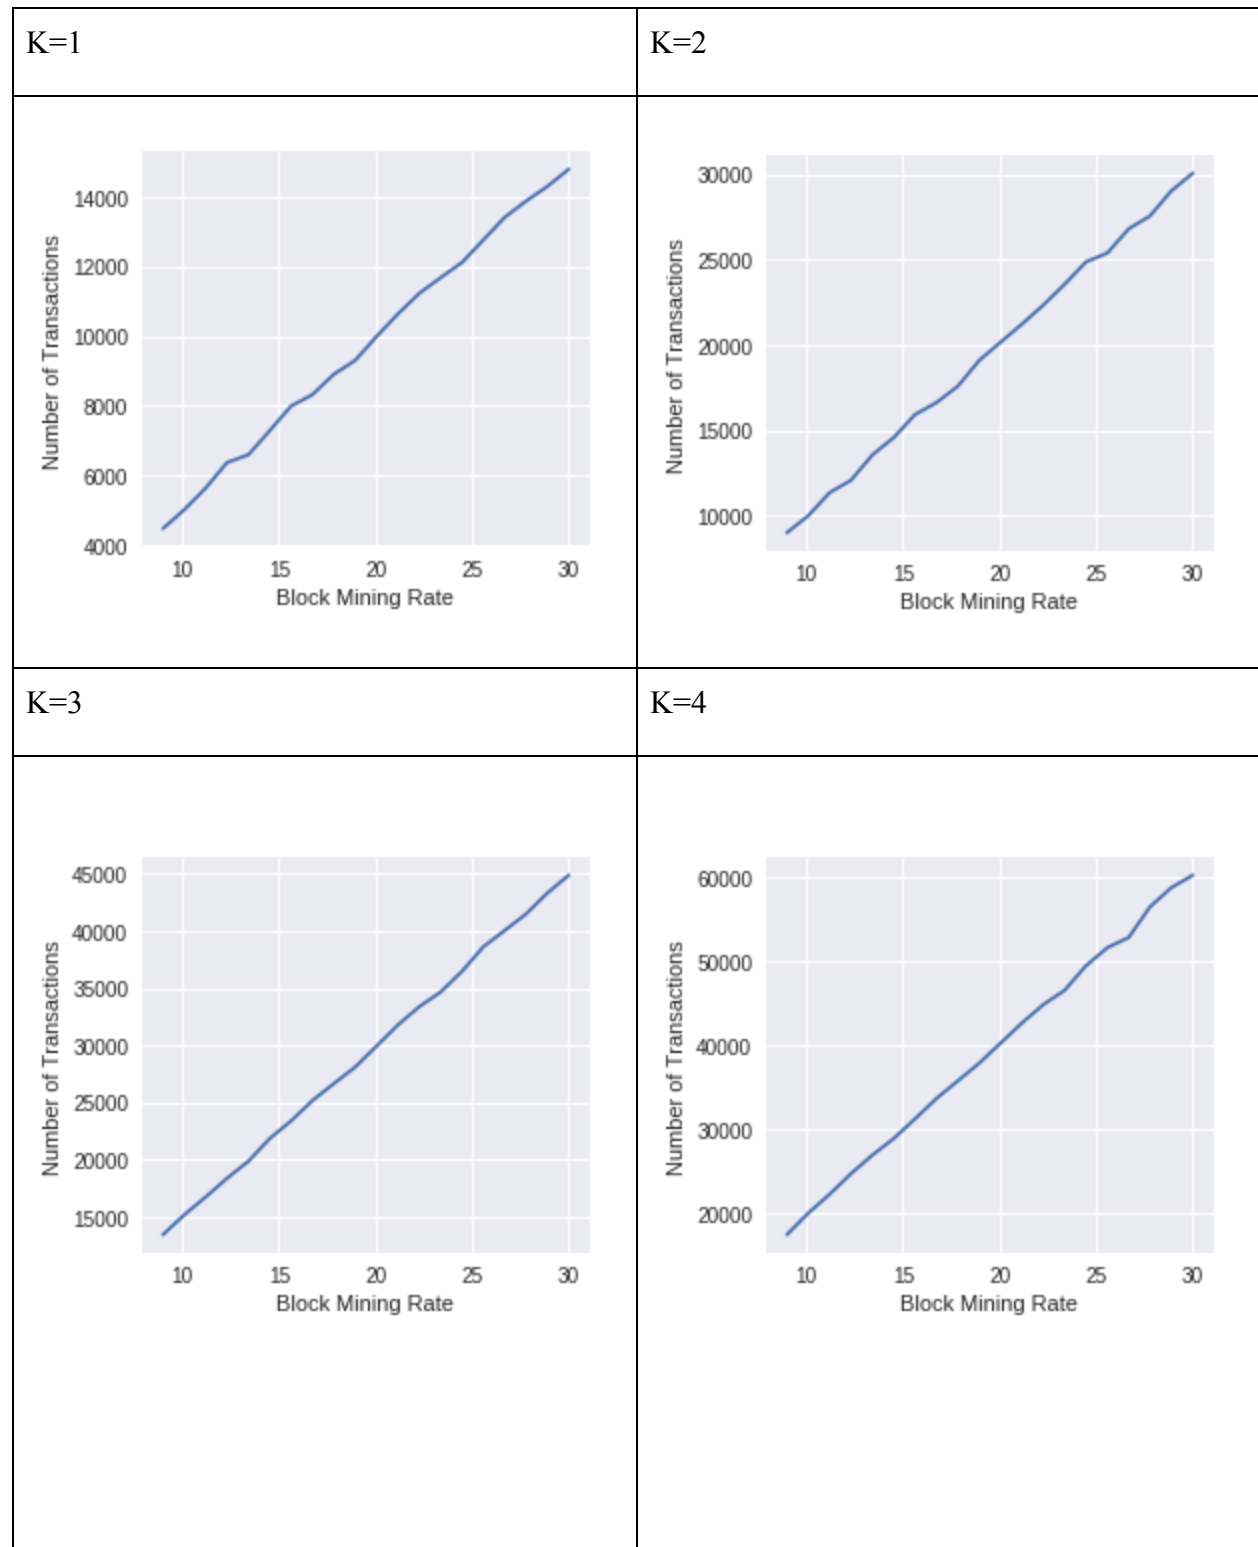 K=1
K=2
14000
12000
10000
8000
6000
4000
Number of Transactions
10 15 20 25 30
Block Mining Rate
30000
25000
20000
15000
10000
Number of Transactions
10 15 20 25 30
Block Mining Rate
K=3
K=4
45000
40000
35000
30000
25000
20000
15000
Number of Transactions
10 15 20 25 30
Block Mining Rate
60000
50000
40000
30000
20000
Number of Transactions
10 15 20 25 30
Block Mining Rate